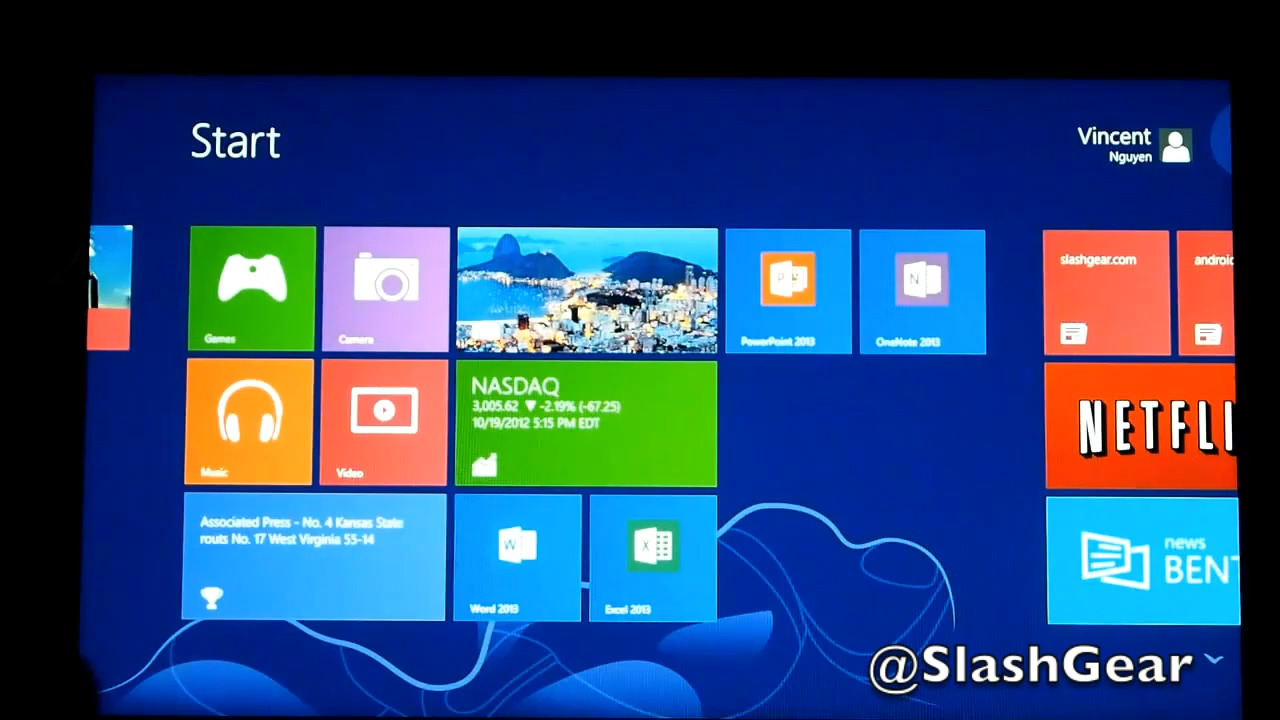 Start
Vincent
Nguyen
Games
Camera
PowerPoint 2013
OneNote 2013
slashgear.com
android
NASDAQ
3,005.62 ▼ -2.19% (-67.25)
10/19/2012 5:15 PM EDT
Music
Video
NETFLI
Associated Press - No. 4 Kansas State
routs No. 17 West Virginia 55-14
Word 2013
Excel 2013
news
BENT
@SlashGear